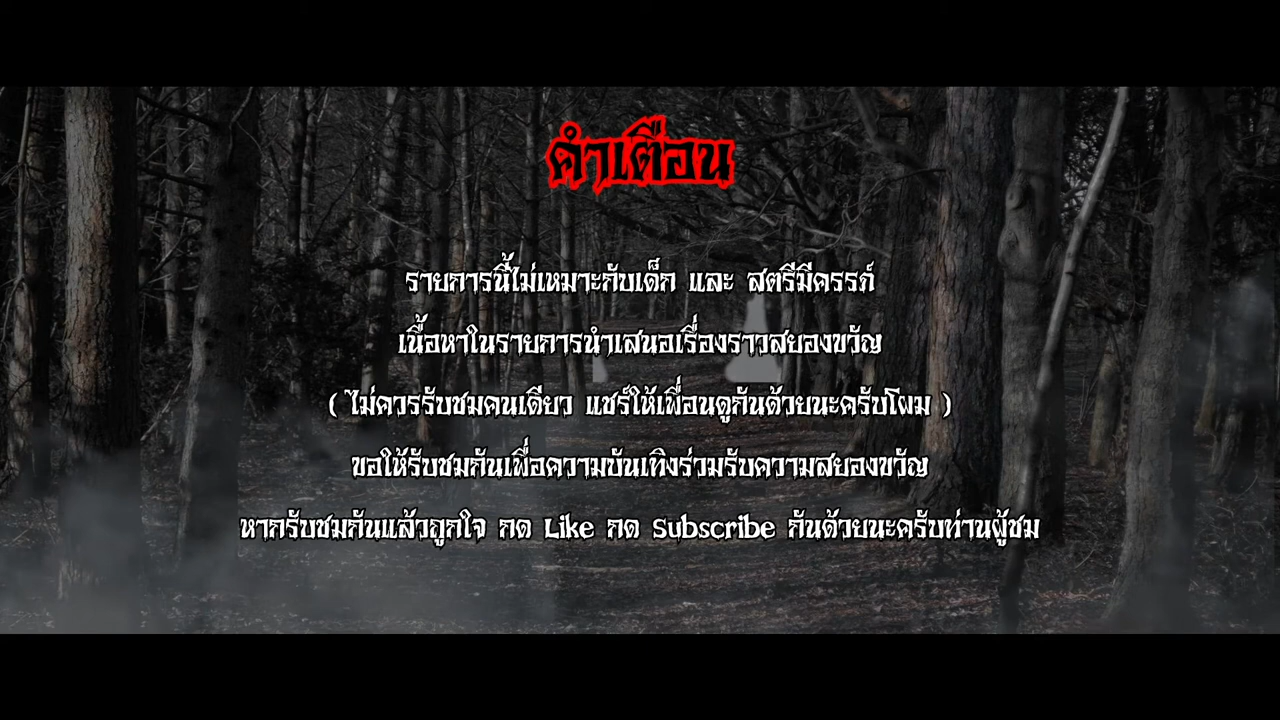 คำเตือน
รายการนี้ไม่เหมาะกับเด็ก และ สตรีมีครรภ์
เนื้อหาในรายการนำเสนอเรื่องราวสยองขวัญ
( ไม่ควรรับชมคนเดียว แชร์ให้เพื่อนดูกันด้วยนะครับโผม )
ขอให้รับชมกันเพื่อความบันเทิงร่วมรับความสยองขวัญ
หากรับชมกันแล้วถูกใจ กด Like กด Subscribe กันด้วยนะครับท่านผู้ชม